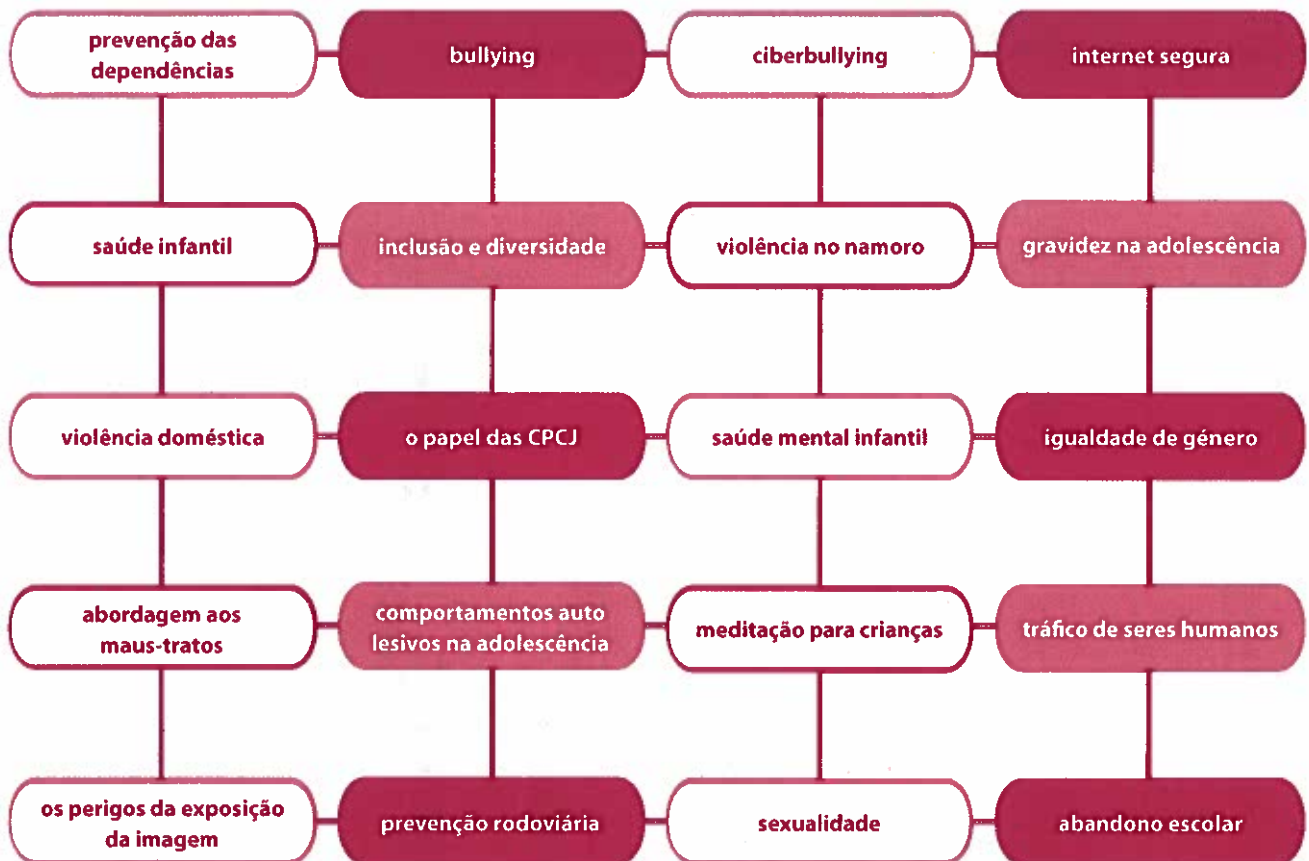 prevenção das
dependências
bullying
ciberbullying
internet segura
saúde infantil
inclusão e diversidade
violência no namoro
gravidez na adolescência
violência doméstica
o papel das CPCJ
saúde mental infantil
igualdade de género
abordagem aos
maus-tratos
comportamentos auto
lesivos na adolescência
meditação para crianças
tráfico de seres humanos
os perigos da exposição
da imagem
prevenção rodoviária
sexualidade
abandono escolar